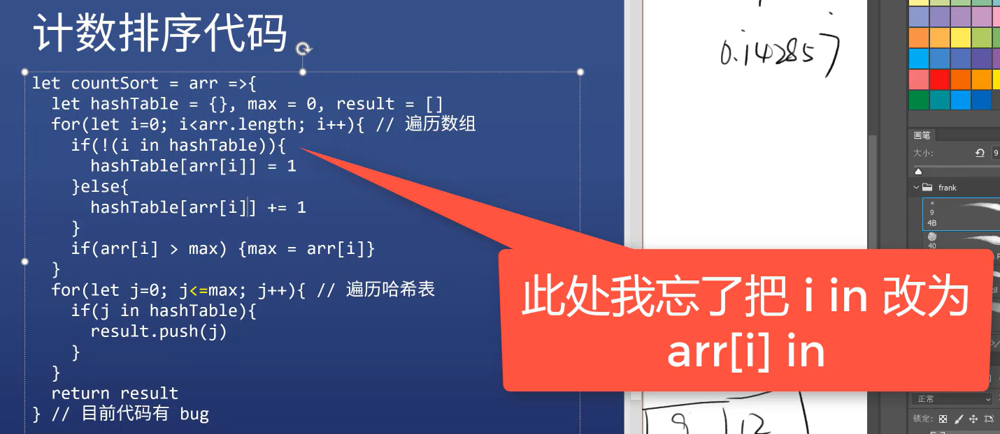 计数排序代码
let countSort = arr =>{
let hashTable = {}, max = 0, result = []
for(let i=0; i<arr.length; i++){ // 遍历数组
if(!(i in hashTable)){
hashTable[arr[i]] = 1
}else{
hashTable[arr[i]] += 1
}
if(arr[i] > max) {max = arr[i]}
}
for(let j=0; j<=max; j++){ // 遍历哈希表
if(j in hashTable){
result.push(j)
}
}
return result
} // 目前代码有 bug
此处我忘了把 i in 改为
arr[i] in
0.142857
9 12
画笔
大小:
9
frank
9
4B
40
正常
锁定: